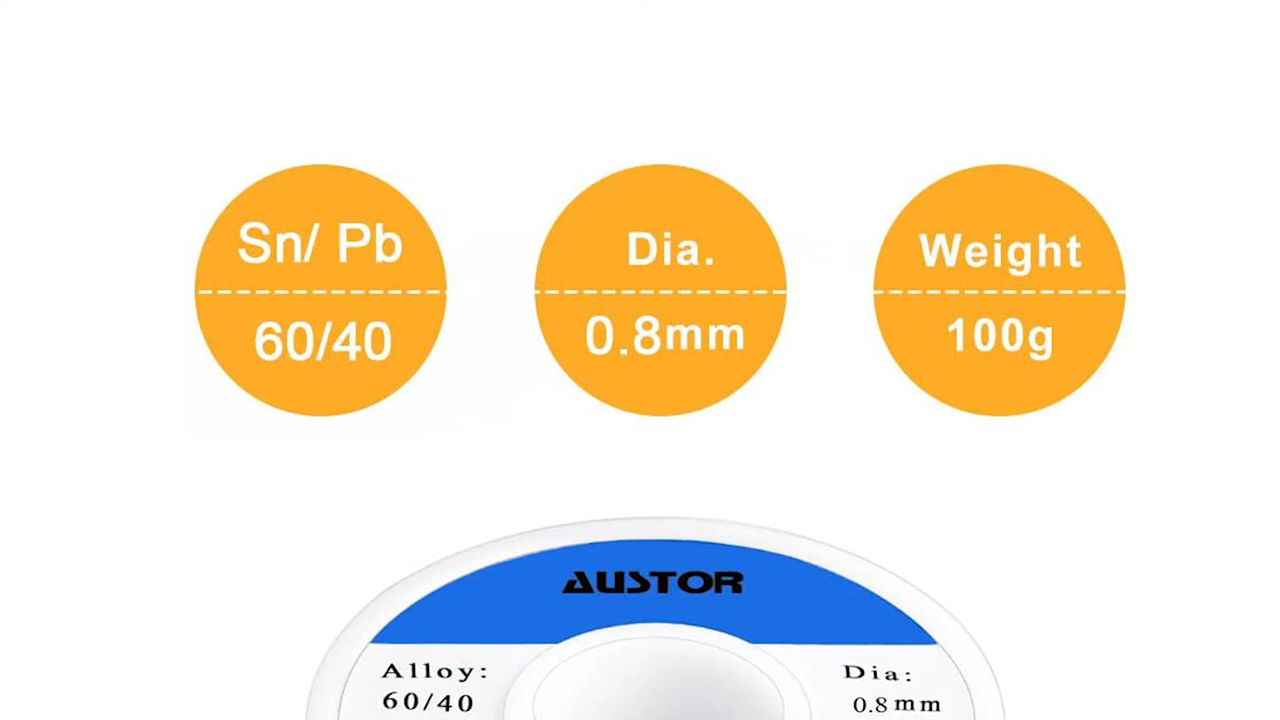 Sn/ Pb
60/40
Dia.
0.8mm
Weight
100g
AUSTOR
Alloy:
60/40
Dia:
0.8mm